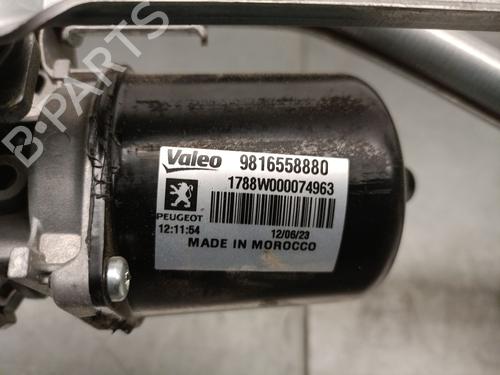 B-PARTS
Valeo 9816558880
1788W000074963
PEUGEOT
12:11:54 12/06/23
MADE IN MOROCCO